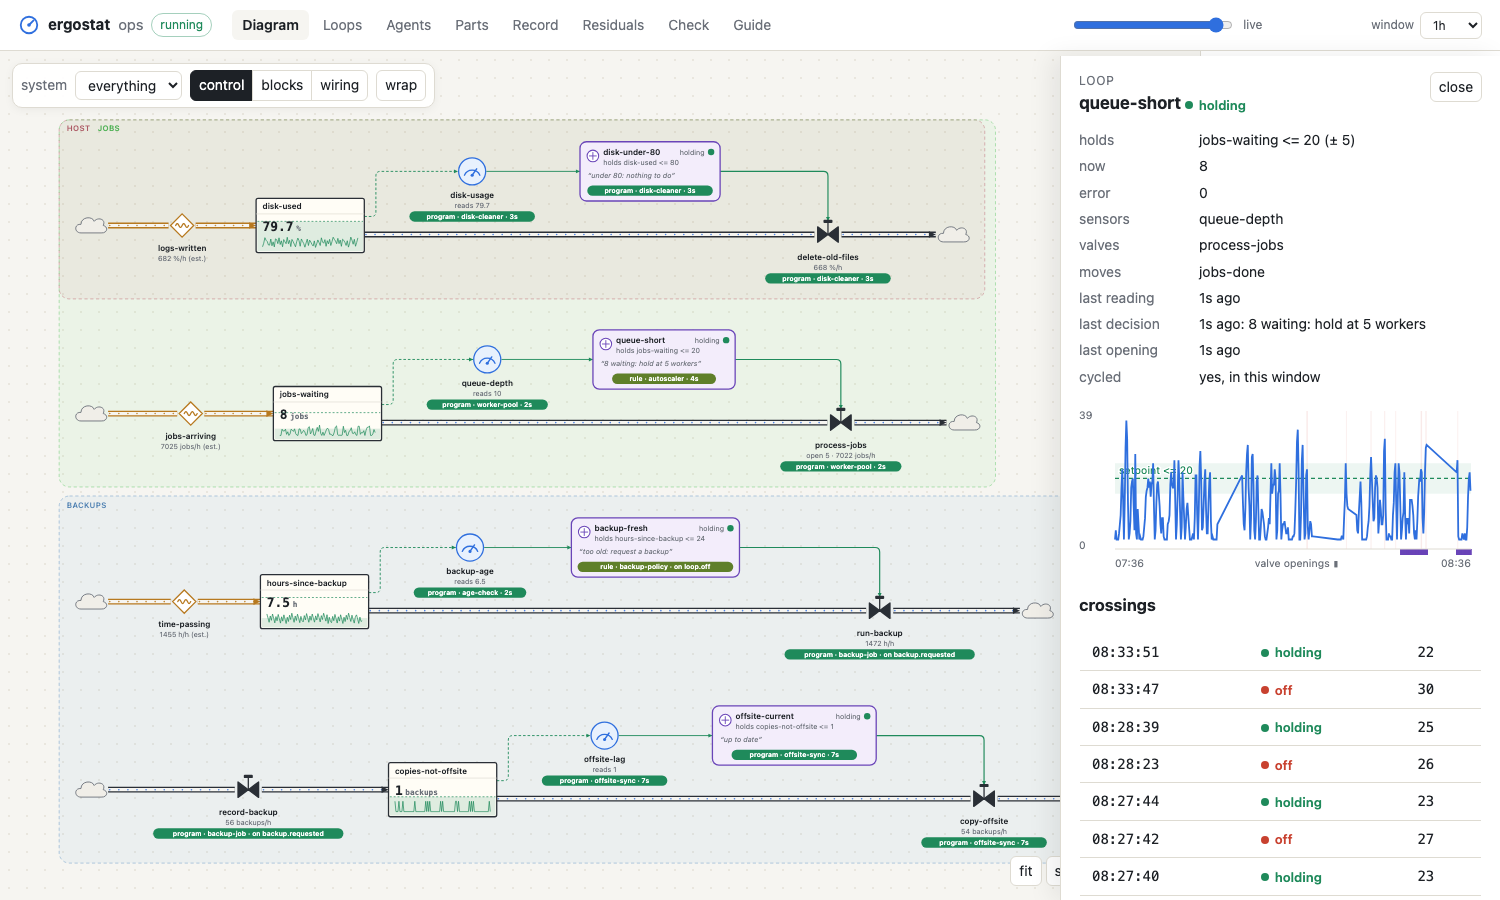 ergostat ops running Diagram Loops Agents Parts Record Residuals Check Guide live window 1h
system everything control blocks wiring wrap
HOST JOBS
disk-under-80 holding
holds disk-used <= 80
"under 80: nothing to do"
program · disk-cleaner · 3s
disk-usage
reads 79.7
program · disk-cleaner · 3s
disk-used
79.7 %
logs-written
682 %/h (est.)
delete-old-files
668 %/h
program · disk-cleaner · 3s
queue-short holding
holds jobs-waiting <= 20
"8 waiting: hold at 5 workers"
rule · autoscaler · 4s
queue-depth
reads 10
program · worker-pool · 2s
jobs-waiting
8 jobs
jobs-arriving
7025 jobs/h (est.)
process-jobs
open 5 · 7022 jobs/h
program · worker-pool · 2s
BACKUPS
backup-fresh holding
holds hours-since-backup <= 24
"too old: request a backup"
rule · backup-policy · on loop.off
backup-age
reads 6.5
program · age-check · 2s
hours-since-backup
7.5 h
time-passing
1455 h/h (est.)
run-backup
1472 h/h
program · backup-job · on backup.requested
offsite-current holding
holds copies-not-offsite <= 1
"up to date"
program · offsite-sync · 7s
offsite-lag
reads 1
program · offsite-sync · 7s
copies-not-offsite
1 backups
record-backup
56 backups/h
program · backup-job · on backup.requested
copy-offsite
54 backups/h
program · offsite-sync · 7s
fit
LOOP
queue-short holding
close
holds jobs-waiting <= 20 (± 5)
now 8
error 0
sensors queue-depth
valves process-jobs
moves jobs-done
last reading 1s ago
last decision 1s ago: 8 waiting: hold at 5 workers
last opening 1s ago
cycled yes, in this window
39
setpoint <= 20
0
07:36 valve openings 08:36
crossings
08:33:51 holding 22
08:33:47 off 30
08:28:39 holding 25
08:28:23 off 26
08:27:44 holding 23
08:27:42 off 27
08:27:40 holding 23